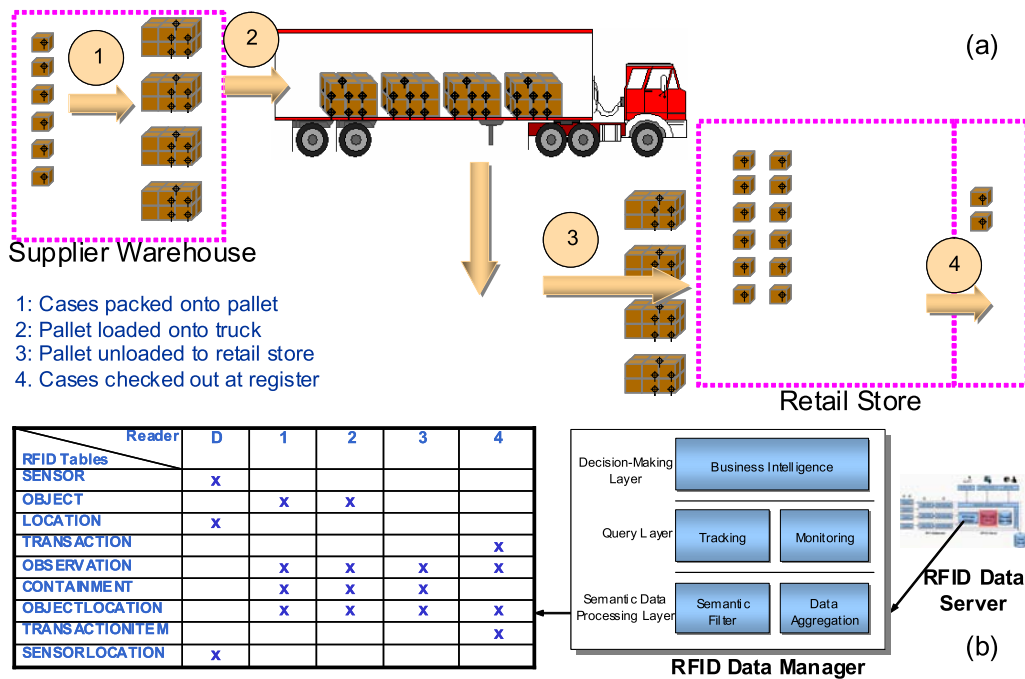 1
2
(a)
Supplier Warehouse
3
4
1: Cases packed onto pallet
2: Pallet loaded onto truck
3: Pallet unloaded to retail store
4. Cases checked out at register
Retail Store
Reader D 1 2 3 4
RFID Tables
SENSOR x
OBJECT x x
LOCATION x
TRANSACTION x
OBSERVATION x x x x
CONTAINMENT x x x
OBJECTLOCATION x x x x
TRANSACTIONITEM x
SENSORLOCATION x
Decision-Making
Layer
Business Intelligence
Query Layer
Tracking
Monitoring
Semantic Data
Processing Layer
Semantic
Filter
Data
Aggregation
RFID Data Manager
RFID Data
Server
(b)